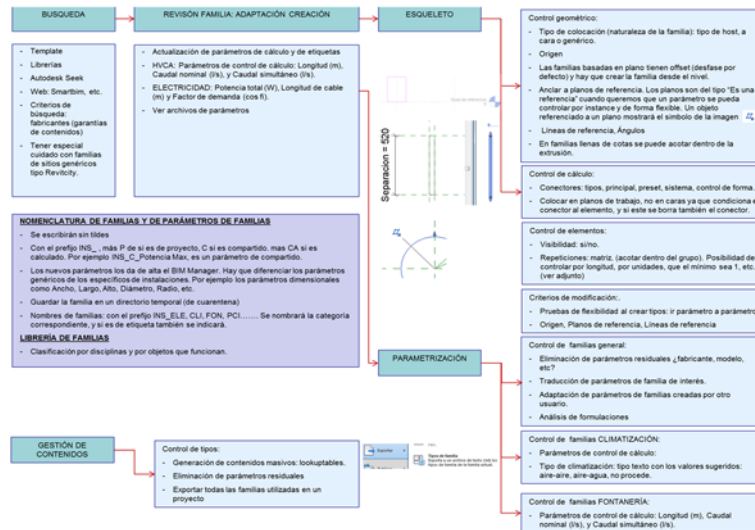 BUSQUEDA
- Template
- Librerías
- Autodesk Seek
- Web: Smartbim, etc.
- Criterios de
búsqueda:
fabricantes (garantías
de contenidos)
- Tener especial
cuidado con familias
de sitios genéricos
tipo Revitcity.
REVISIÓN FAMILIA: ADAPTACIÓN CREACIÓN
- Actualización de parámetros de cálculo y de etiquetas
- HVCA: Parámetros de control de cálculo: Longitud (m),
Caudal nominal (l/s), y Caudal simultáneo (l/s).
- ELECTRICIDAD: Potencia total (W), Longitud de cable
(m) y Factor de demanda (cos fi).
- Ver archivos de parámetros
ESQUELETO
Separacion = 520
Control geométrico:
- Tipo de colocación (naturaleza de la familia): tipo de host, a
cara o genérico.
- Origen
- Las familias basadas en plano tienen offset (desfase por
defecto) y hay que crear la familia desde el nivel.
- Anclar a planos de referencia. Los planos son del tipo "Es una
referencia" cuando queremos que un parámetro se pueda
controlar por instance y de forma flexible. Un objeto
referenciado a un plano mostrará el símbolo de la imagen
- Líneas de referencia, Ángulos
- En familias llenas de cotas se puede acotar dentro de la
extrusión.
Control de cálculo:
- Conectores: tipos, principal, preset, sistema, control de forma.
- Colocar en planos de trabajo, no en caras ya que condiciona el
conector al elemento, y si este se borra también el conector.
Control de elementos:
- Visibilidad: si/no.
- Repeticiones: matriz, (acotar dentro del grupo). Posibilidad de
controlar por longitud, por unidades, que el mínimo sea 1, etc.
(ver adjunto)
Criterios de modificación:.
- Pruebas de flexibilidad al crear tipos: ir parámetro a parámetro
- Origen, Planos de referencia, Líneas de referencia
NOMENCLATURA DE FAMILIAS Y DE PARÁMETROS DE FAMILIAS
- Se escribirán sin tildes
- Con el prefijo INS_ , más P de si es de proyecto, C si es compartido, mas CA si es
calculado. Por ejemplo INS_C_Potencia Max, es un parámetro de compartido.
- Los nuevos parámetros los da de alta el BIM Manager. Hay que diferenciar los parámetros
genéricos de los específicos de instalaciones. Por ejemplo los parámetros dimensionales
como Ancho, Largo, Alto, Diámetro, Radio, etc.
- Guardar la familia en un directorio temporal (de cuarentena)
- Nombres de familias: con el prefijo INS_ELE, CLI, FON, PCI....... Se nombrará la categoría
correspondiente, y si es de etiqueta también se indicará.
LIBRERÍA DE FAMILIAS
- Clasificación por disciplinas y por objetos que funcionan.
PARAMETRIZACIÓN
Control de familias general:
- Eliminación de parámetros residuales ¿fabricante, modelo,
etc?
- Traducción de parámetros de familia de interés.
- Adaptación de parámetros de familias creadas por otro
usuario.
- Análisis de formulaciones
Control de familias CLIMATIZACIÓN:
- Parámetros de control de cálculo:
- Tipo de climatización: tipo texto con los valores sugeridos:
aire-aire, aire-agua, no procede.
Control de familias FONTANERÍA:
- Parámetros de control de cálculo: Longitud (m), Caudal
nominal (l/s), y Caudal simultáneo (l/s).
GESTIÓN DE
CONTENIDOS
Control de tipos:
- Generación de contenidos masivos: lookuptables.
- Eliminación de parámetros residuales
- Exportar todas las familias utilizadas en un
proyecto
Exportar
Tipos de familia